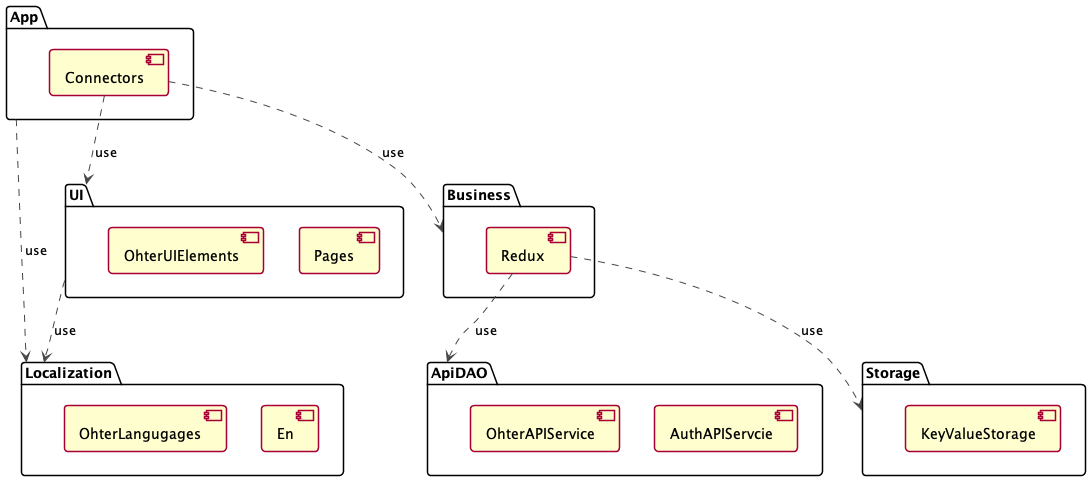 App
Connectors
use
use
use
UI
OhterUIElements
Pages
Business
Redux
use
use
use
Localization
OhterLangugages
En
ApiDAO
OhterAPIService
AuthAPIServcie
Storage
KeyValueStorage